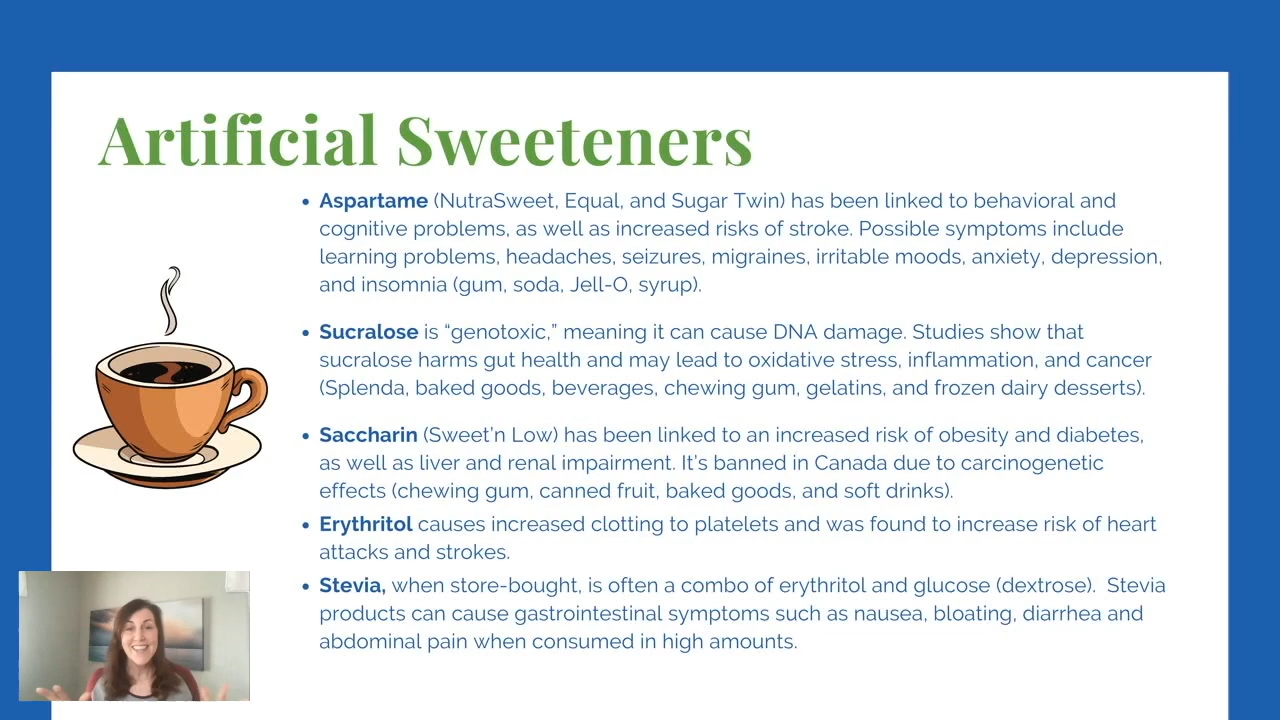 Artificial Sweeteners
• Aspartame (NutraSweet, Equal, and Sugar Twin) has been linked to behavioral and
cognitive problems, as well as increased risks of stroke. Possible symptoms include
learning problems, headaches, seizures, migraines, irritable moods, anxiety, depression,
and insomnia (gum, soda, Jell-O, syrup).
• Sucralose is “genotoxic,” meaning it can cause DNA damage. Studies show that
sucralose harms gut health and may lead to oxidative stress, inflammation, and cancer
(Splenda, baked goods, beverages, chewing gum, gelatins, and frozen dairy desserts).
• Saccharin (Sweet’n Low) has been linked to an increased risk of obesity and diabetes,
as well as liver and renal impairment. It’s banned in Canada due to carcinogenetic
effects (chewing gum, canned fruit, baked goods, and soft drinks).
• Erythritol causes increased clotting to platelets and was found to increase risk of heart
attacks and strokes.
• Stevia, when store-bought, is often a combo of erythritol and glucose (dextrose). Stevia
products can cause gastrointestinal symptoms such as nausea, bloating, diarrhea and
abdominal pain when consumed in high amounts.